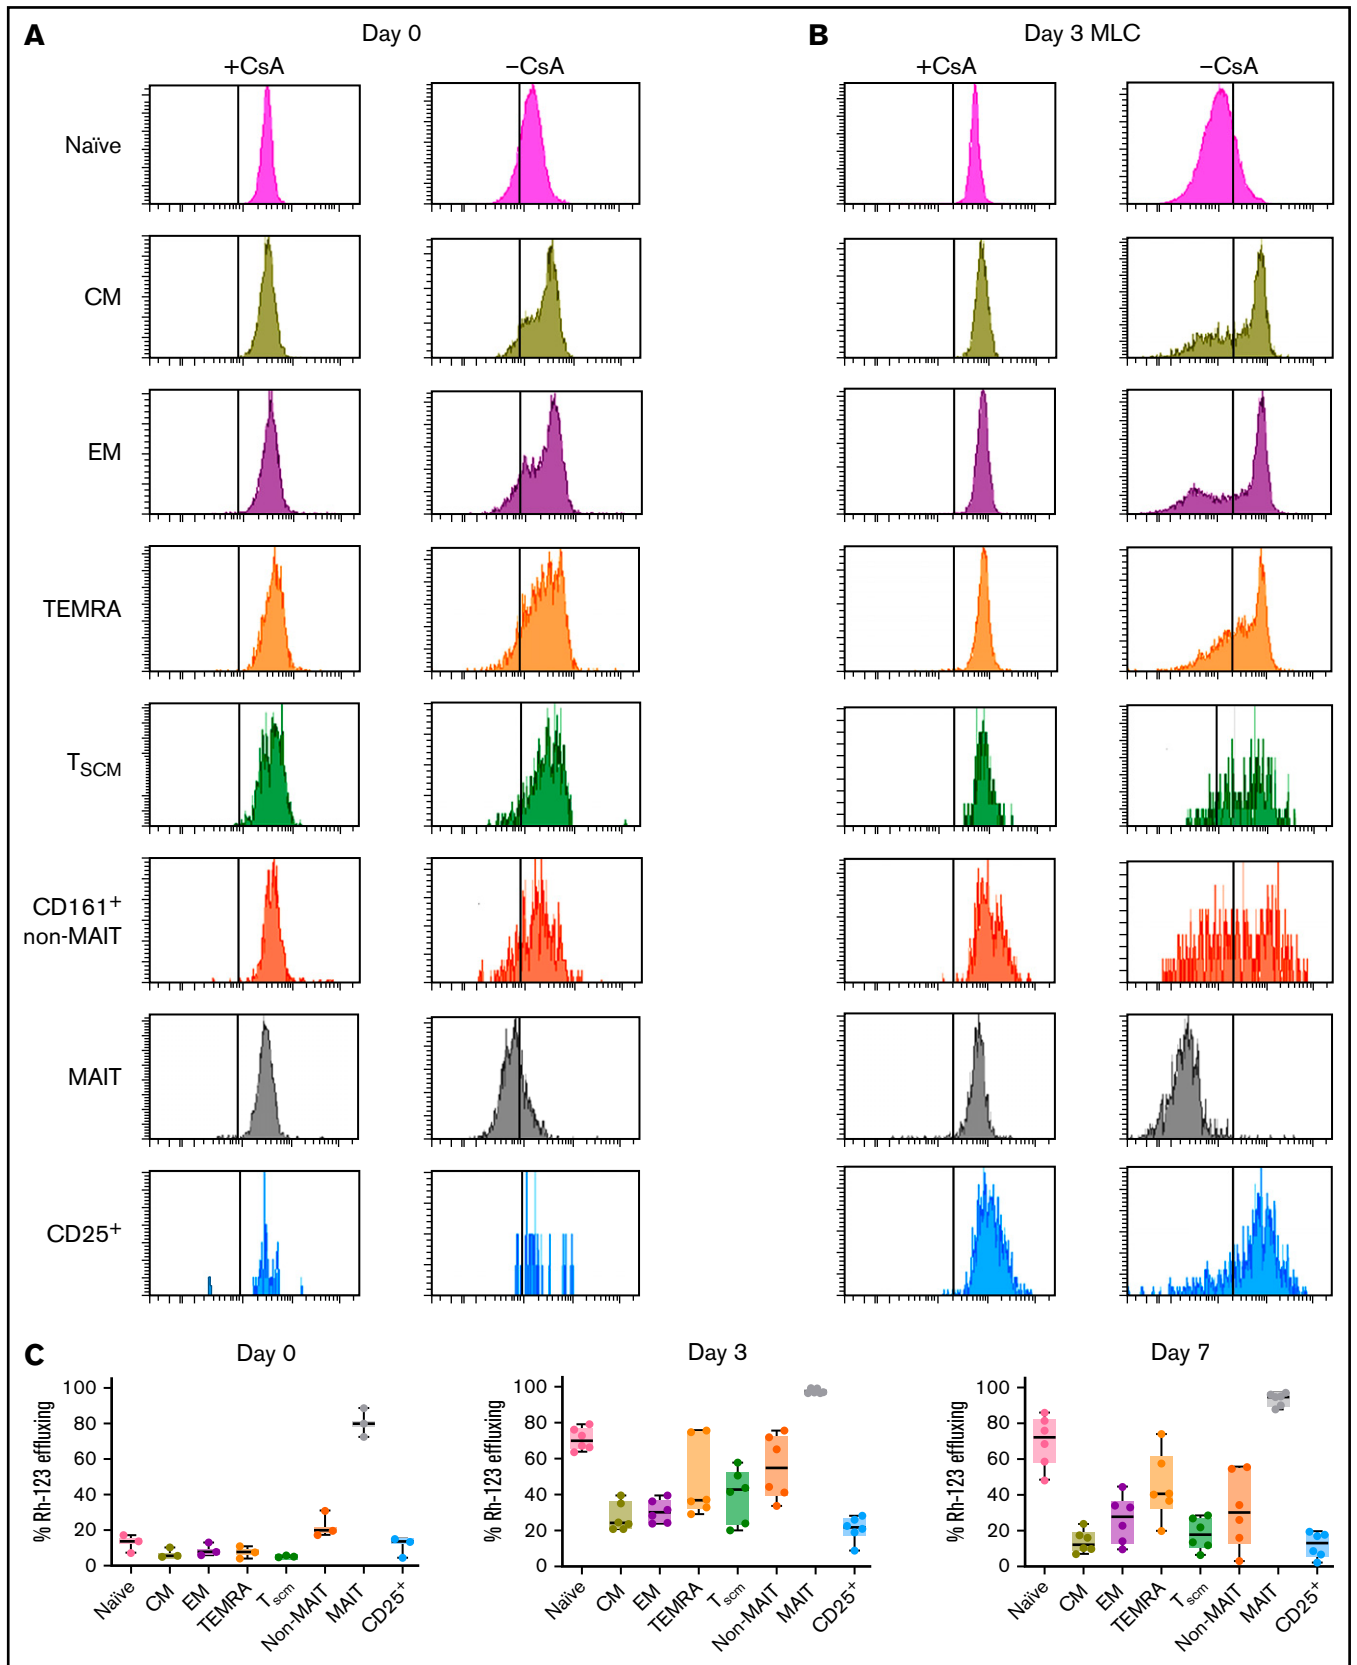 A Day 0
B Day 3 MLC
+CsA −CsA
+CsA −CsA
Naïve
CM
EM
TEMRA
TSCM
CD161+
non-MAIT
MAIT
CD25+
C
Day 0
% Rh-123 effluxing
100
80
60
40
20
0
Naïve
CM
EM
TEMRA
Tscm
Non-MAIT
MAIT
CD25+
Day 3
% Rh-123 effluxing
100
80
60
40
20
0
Naïve
CM
EM
TEMRA
Tscm
Non-MAIT
MAIT
CD25+
Day 7
% Rh-123 effluxing
100
80
60
40
20
0
Naïve
CM
EM
TEMRA
Tscm
Non-MAIT
MAIT
CD25+